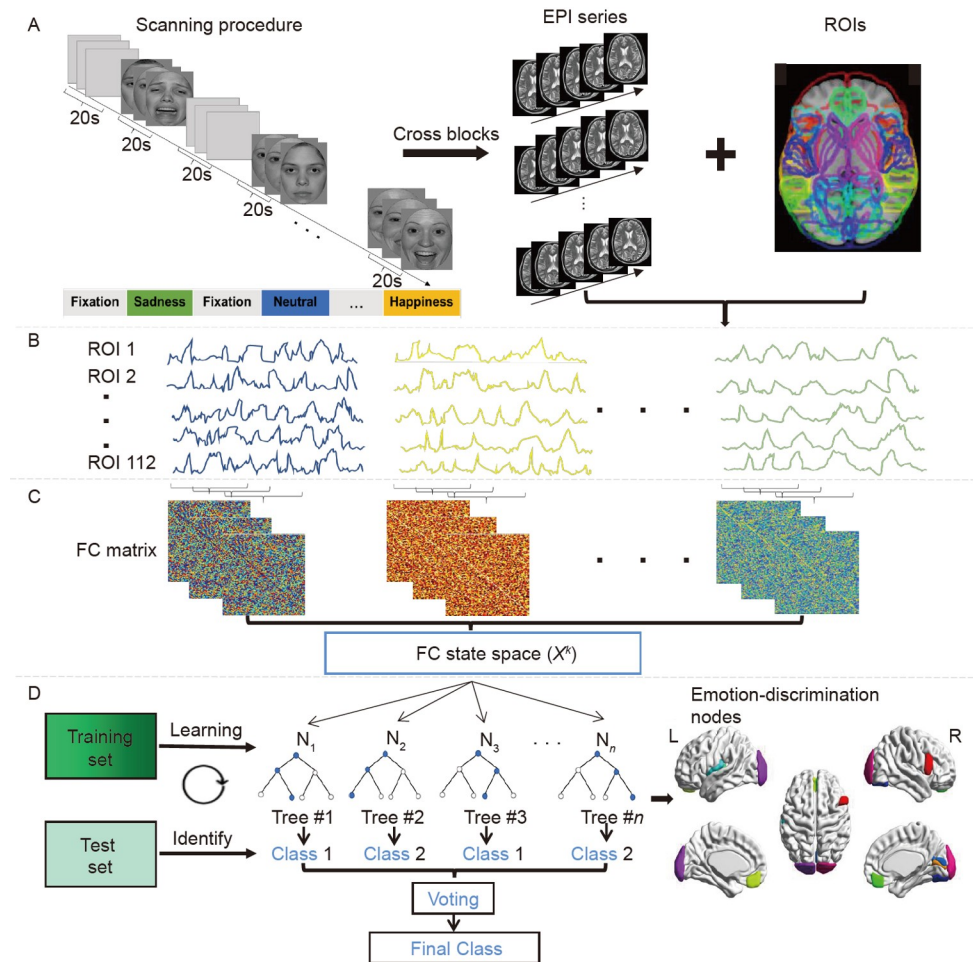 A
Scanning procedure
EPI series
ROIs
20s
20s
20s
20s
20s
...
Cross blocks
+
⋮
Fixation Sadness Fixation Neutral ... Happiness
B
ROI 1
ROI 2
ROI 112
C
FC matrix
FC state space (Xᵏ)
D
Training
set
Learning
Test
set
Identify
N₁ N₂ N₃ . . . Nₙ
Tree #1 Tree #2 Tree #3 Tree #n
Class 1 Class 2 Class 1 Class 2
Voting
Final Class
Emotion-discrimination
nodes
L
R